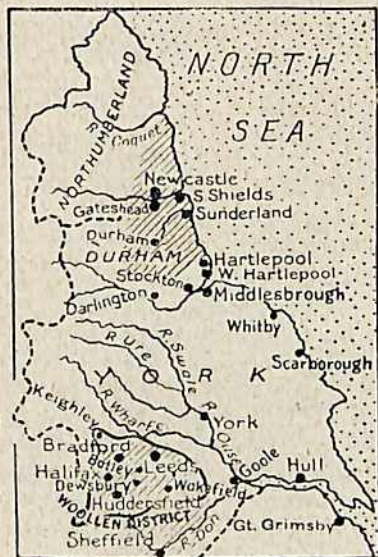 NORTH
SEA
NORTHUMBERLAND
R. Coquet
Newcastle
S Shields
Gateshead
Sunderland
Durham
DURHAM
Hartlepool
W. Hartlepool
Stockton
Middlesbrough
Darlington
Whitby
Scarborough
R Swale
R Ure
Y O R K
R Wharfe
York
R Ouse
Keighley
Goole
Hull
Bradford
Leeds
Batley
Halifax
Dewsbury
Wakefield
Huddersfield
WOOLLEN DISTRICT
Gt. Grimsby
Sheffield
R. Don